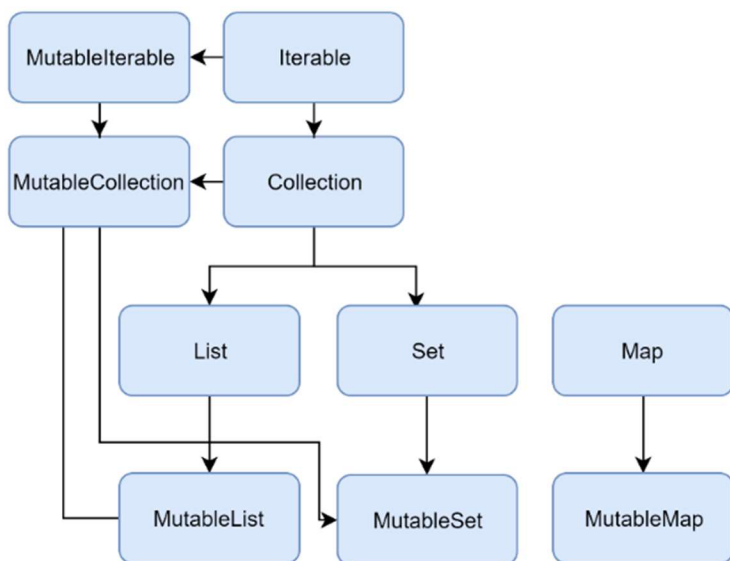 MutableIterable
Iterable
MutableCollection
Collection
List
Set
Map
MutableList
MutableSet
MutableMap